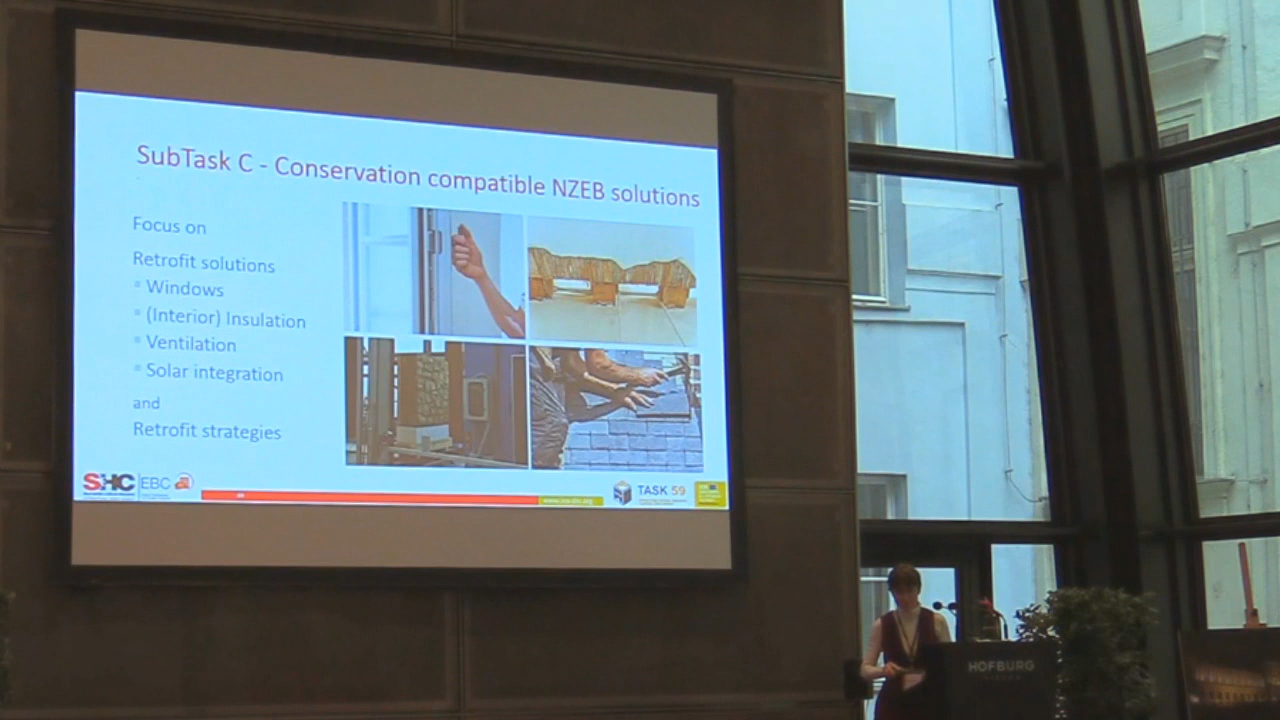 SubTask C - Conservation compatible NZEB solutions
Focus on
Retrofit solutions
Windows
(Interior) Insulation
Ventilation
Solar integration
and
Retrofit strategies
SHC EBC
TASK 59
HOFBURG